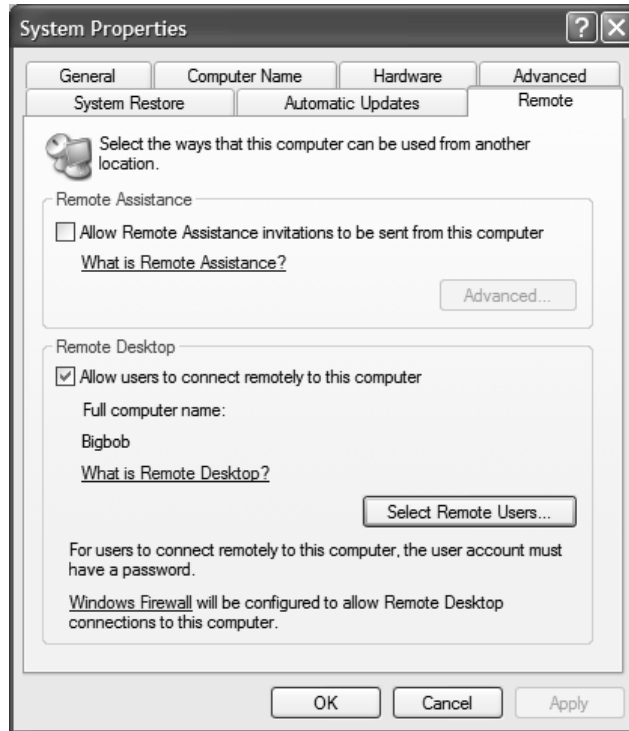 System Properties
General
Computer Name
Hardware
Advanced
System Restore
Automatic Updates
Remote
Select the ways that this computer can be used from another
location.
Remote Assistance
Allow Remote Assistance invitations to be sent from this computer
What is Remote Assistance?
Advanced...
Remote Desktop
Allow users to connect remotely to this computer
Full computer name:
Bigbob
What is Remote Desktop?
Select Remote Users...
For users to connect remotely to this computer, the user account must
have a password.
Windows Firewall will be configured to allow Remote Desktop
connections to this computer.
OK
Cancel
Apply